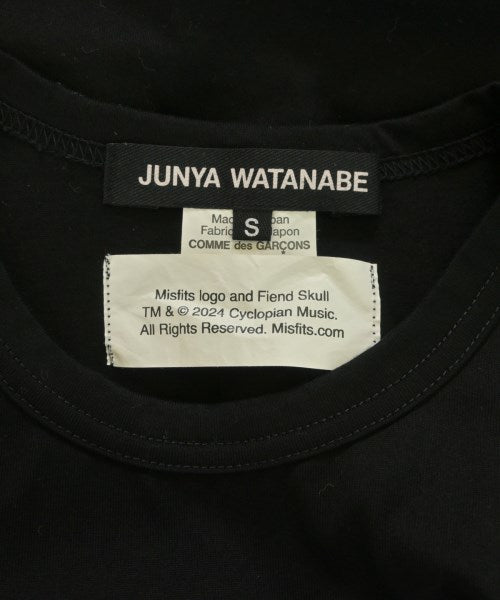 JUNYA WATANABE
S
COMME des GARÇONS
Misfits logo and Fiend Skull
TM & © 2024 Cyclopian Music.
All Rights Reserved. Misfits.com